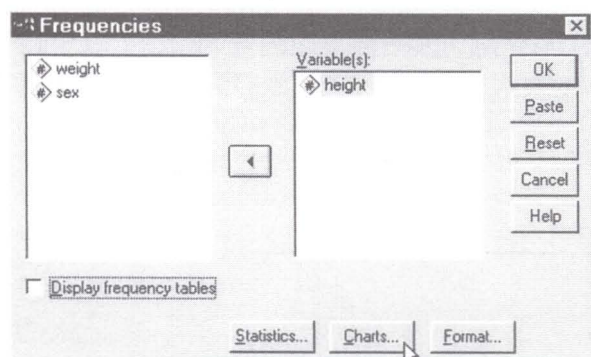 Frequencies
weight
sex
Variable(s):
height
OK
Paste
Reset
Cancel
Help
Display frequency tables
Statistics... Charts... Format...